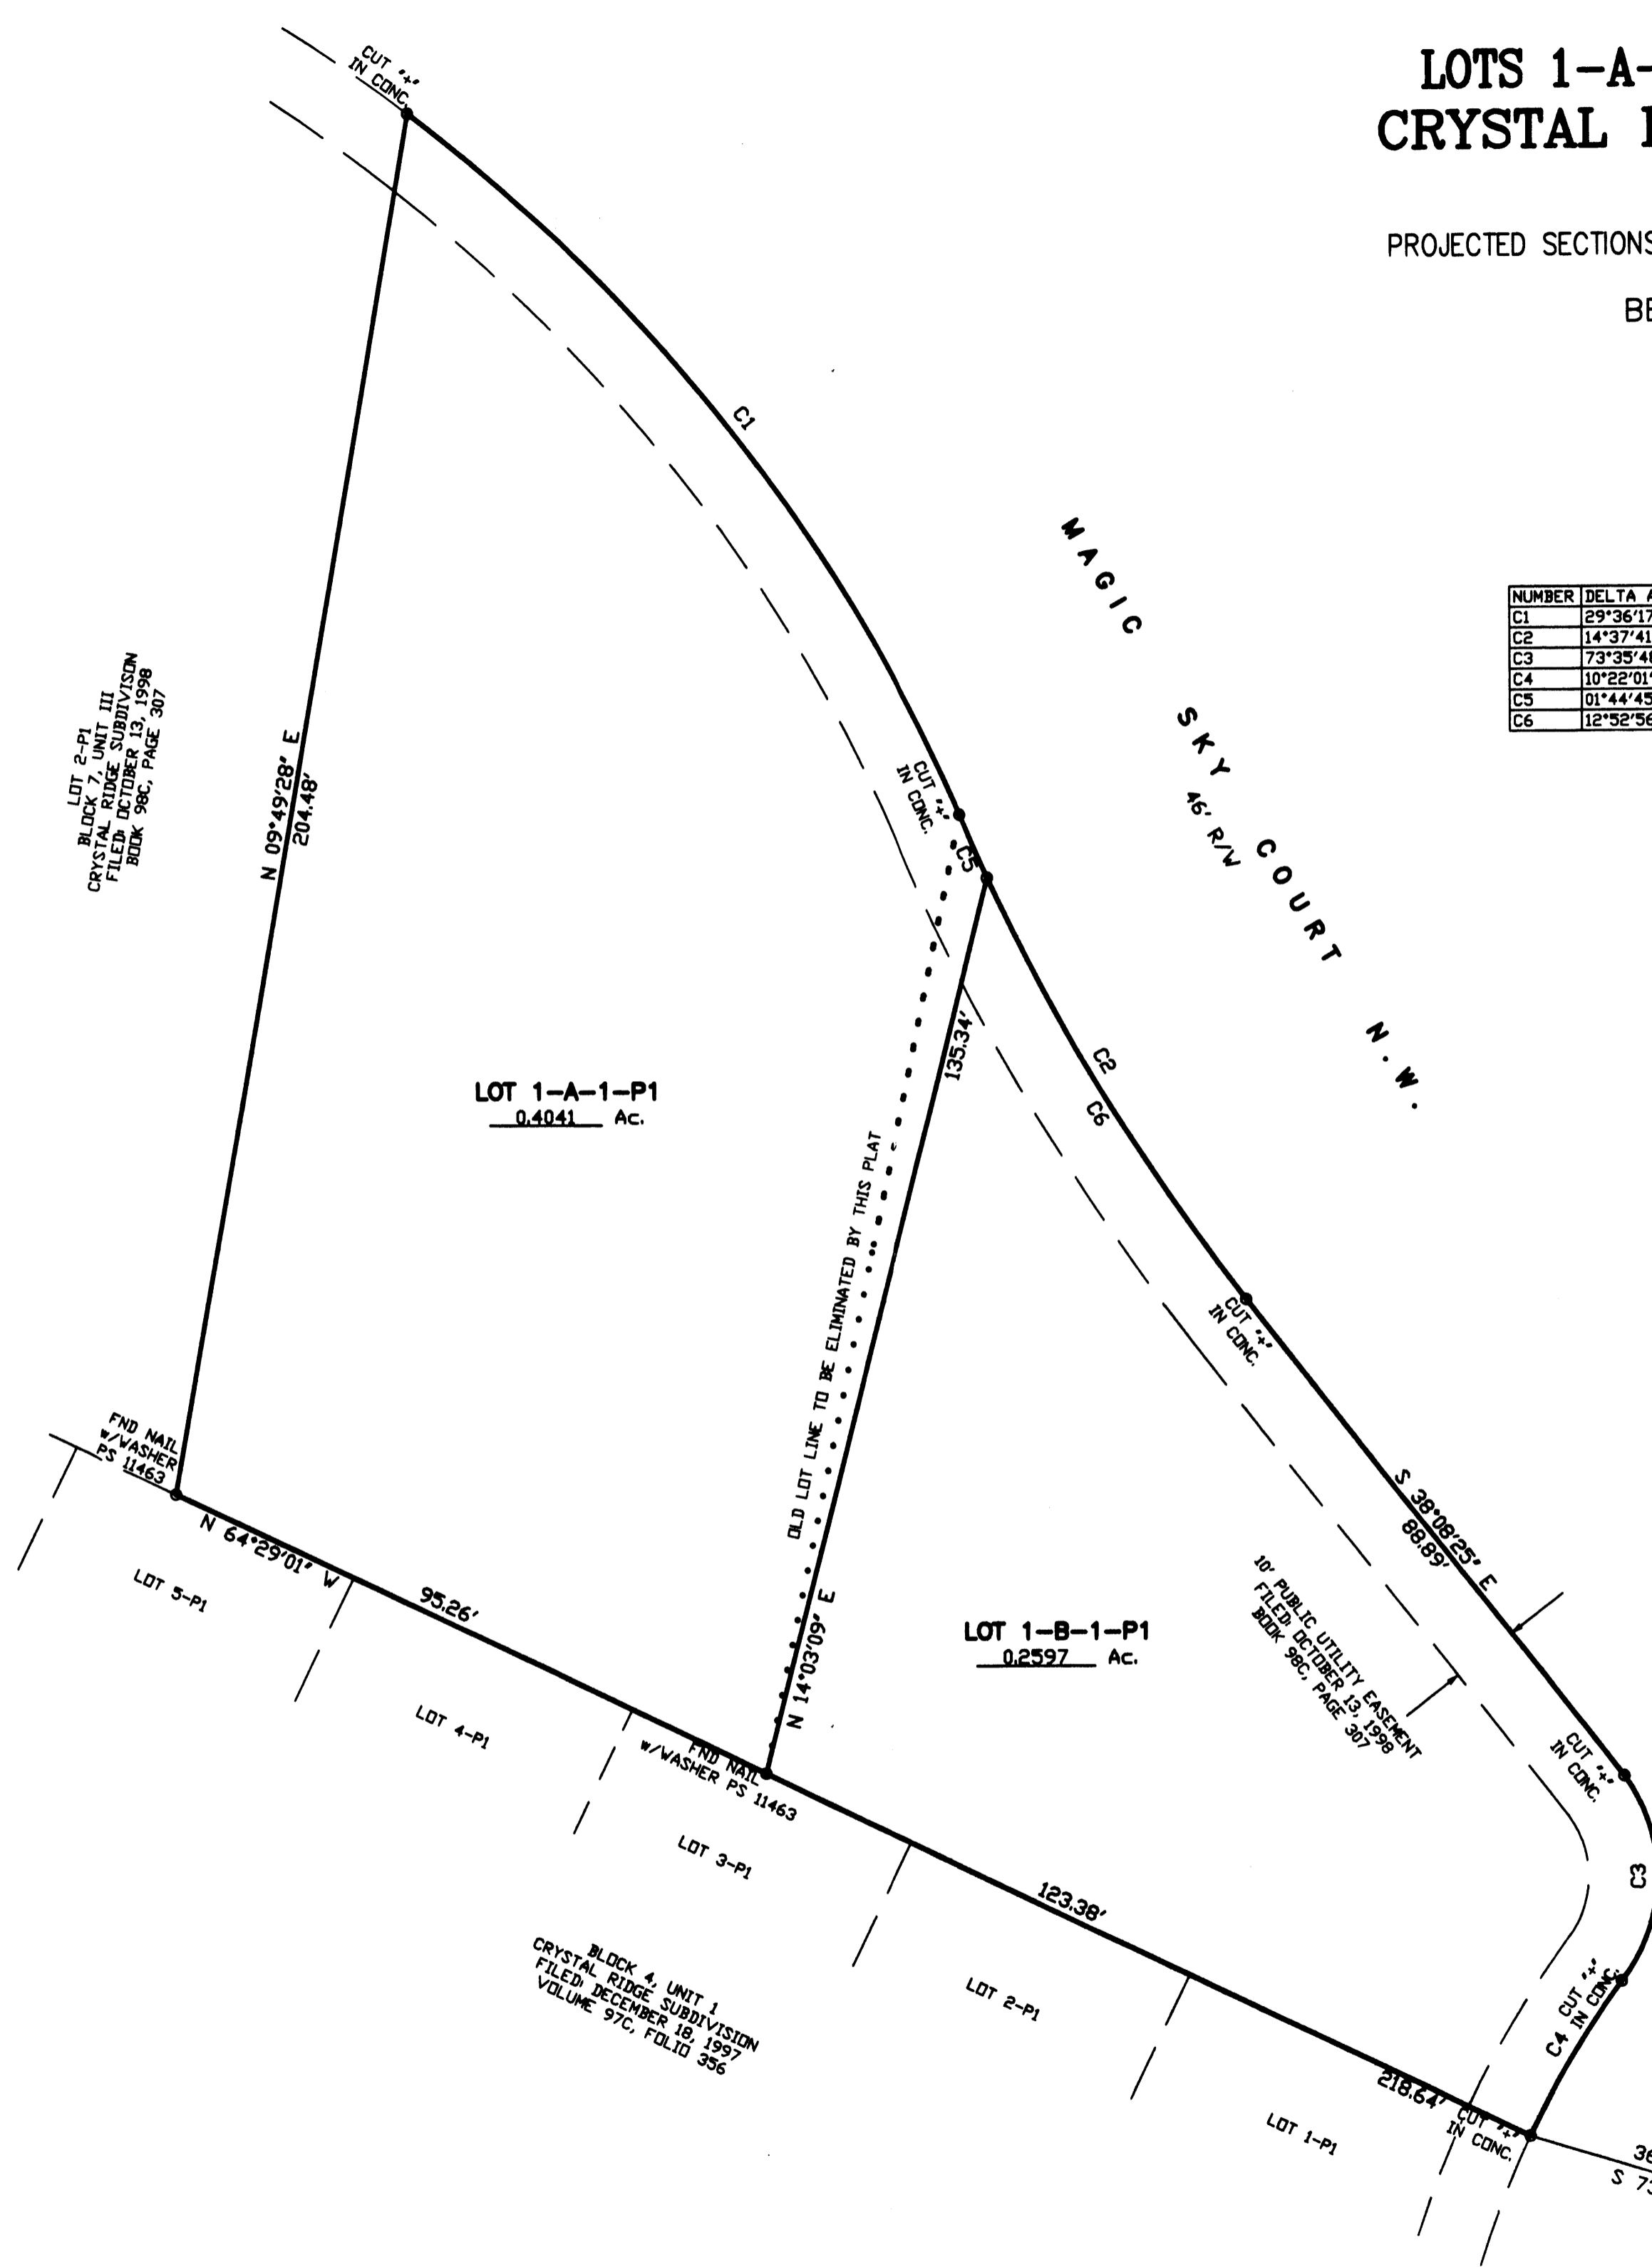 LOTS 1-A-
CRYSTAL
PROJECTED SECTIONS
BE
CUT "+"
IN CONC.
C1
MAGIC SKY COURT N.W.
46' R/W
NUMBER DELTA A
C1 29°36'17
C2 14°37'41
C3 73°35'48
C4 10°22'01"
C5 01°44'45
C6 12°52'56
LOT 2-P1
BLOCK 7, UNIT III
CRYSTAL RIDGE SUBDIVISON
FILED: OCTOBER 13, 1998
BOOK 98C, PAGE 307
N 09°49'28" E
204.48'
CUT "+"
IN CONC.
C5
135.34'
C2
C6
LOT 1-A-1-P1
0.4041 Ac.
OLD LOT LINE TO BE ELIMINATED BY THIS PLAT
CUT "+"
IN CONC.
FND NAIL
w/WASHER
PS 11463
N 64°29'01" W
95.26'
LOT 5-P1
S 38°08'25" E
88.89'
N 14°03'09" E
LOT 1-B-1-P1
0.2597 Ac.
10' PUBLIC UTILITY EASEMENT
FILED: OCTOBER 13, 1998
BOOK 98C, PAGE 307
LOT 4-P1
FND NAIL
w/WASHER PS 11463
CUT "+"
IN CONC.
LOT 3-P1
C3
123.38'
BLOCK 4, UNIT 1
CRYSTAL RIDGE SUBDIVISION
FILED: DECEMBER 18, 1997
VOLUME 97C, FOLIO 356
LOT 2-P1
CUT "+"
IN CONC.
C4
218.64'
CUT "+"
IN CONC.
LOT 1-P1
36
S 73